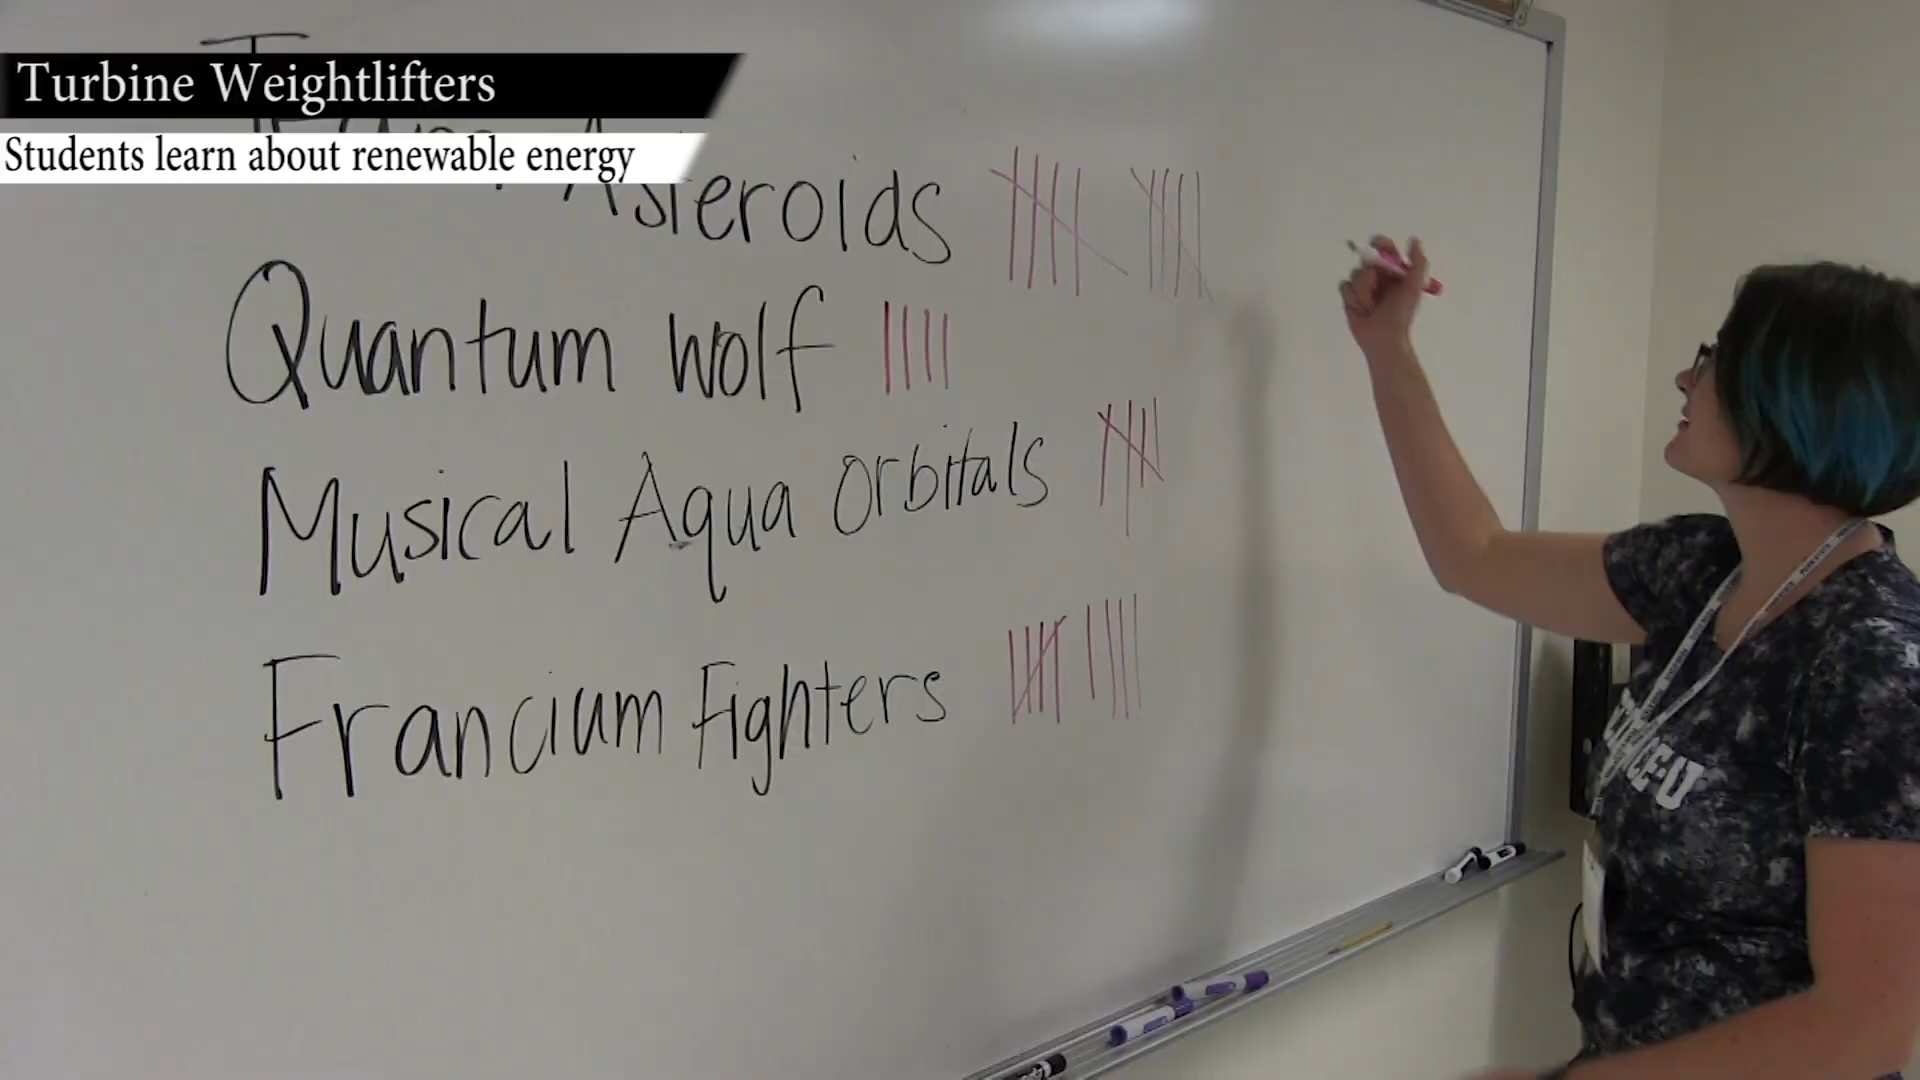 Turbine Weightlifters
Students learn about renewable energy
Asteroids
Quantum Wolf
Musical Aqua Orbitals
Francium Fighters